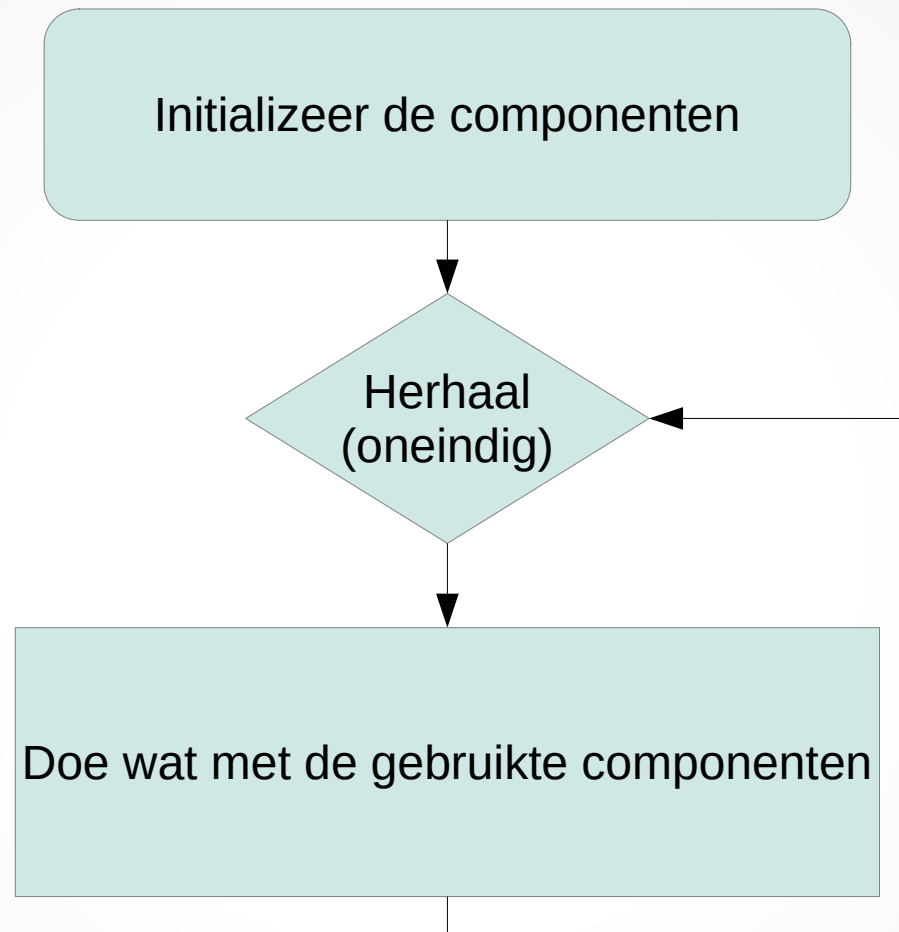 Initializeer de componenten
Herhaal
(oneindig)
Doe wat met de gebruikte componenten